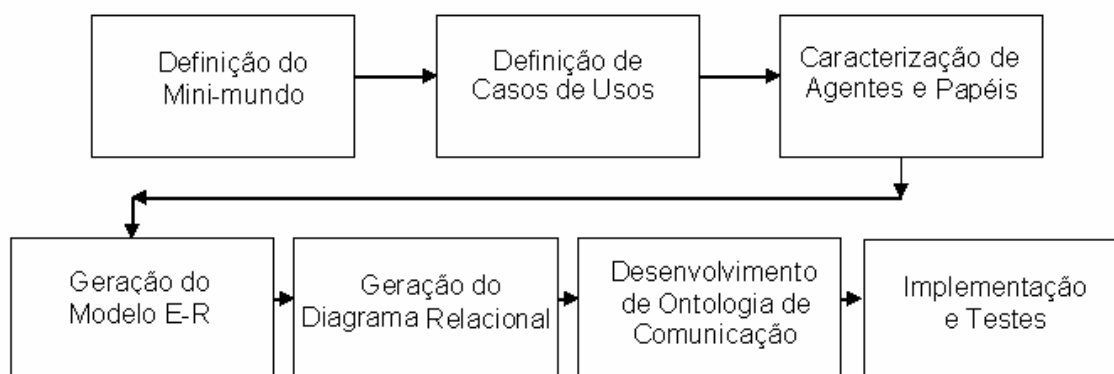 Definição do
Mini-mundo
Definição de
Casos de Usos
Caracterização de
Agentes e Papéis
Geração do
Modelo E-R
Geração do
Diagrama Relacional
Desenvolvimento
de Ontologia de
Comunicação
Implementação
e Testes